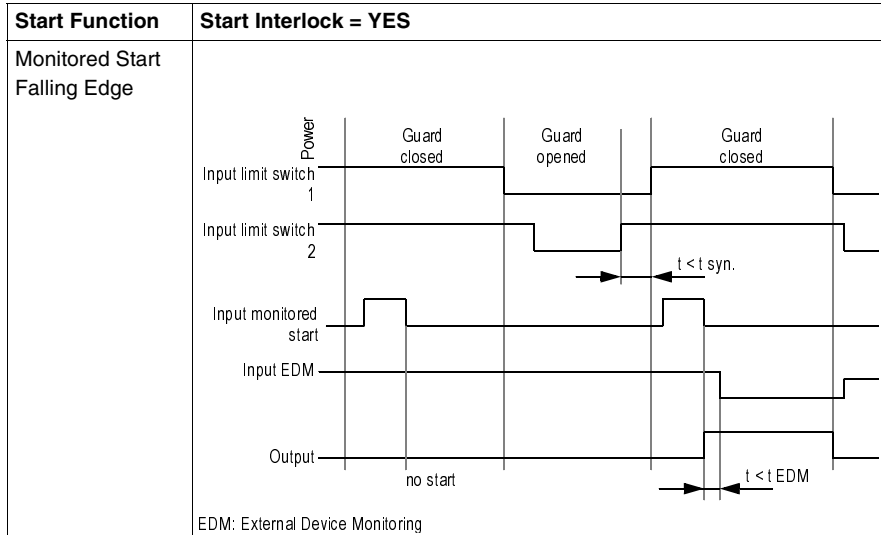 Start Function
Start Interlock = YES
Monitored Start
Falling Edge
Power
Guard
closed
Guard
opened
Guard
closed
Input limit switch
1
Input limit switch
2
t < t syn.
Input monitored
start
Input EDM
Output
no start
t < t EDM
EDM: External Device Monitoring